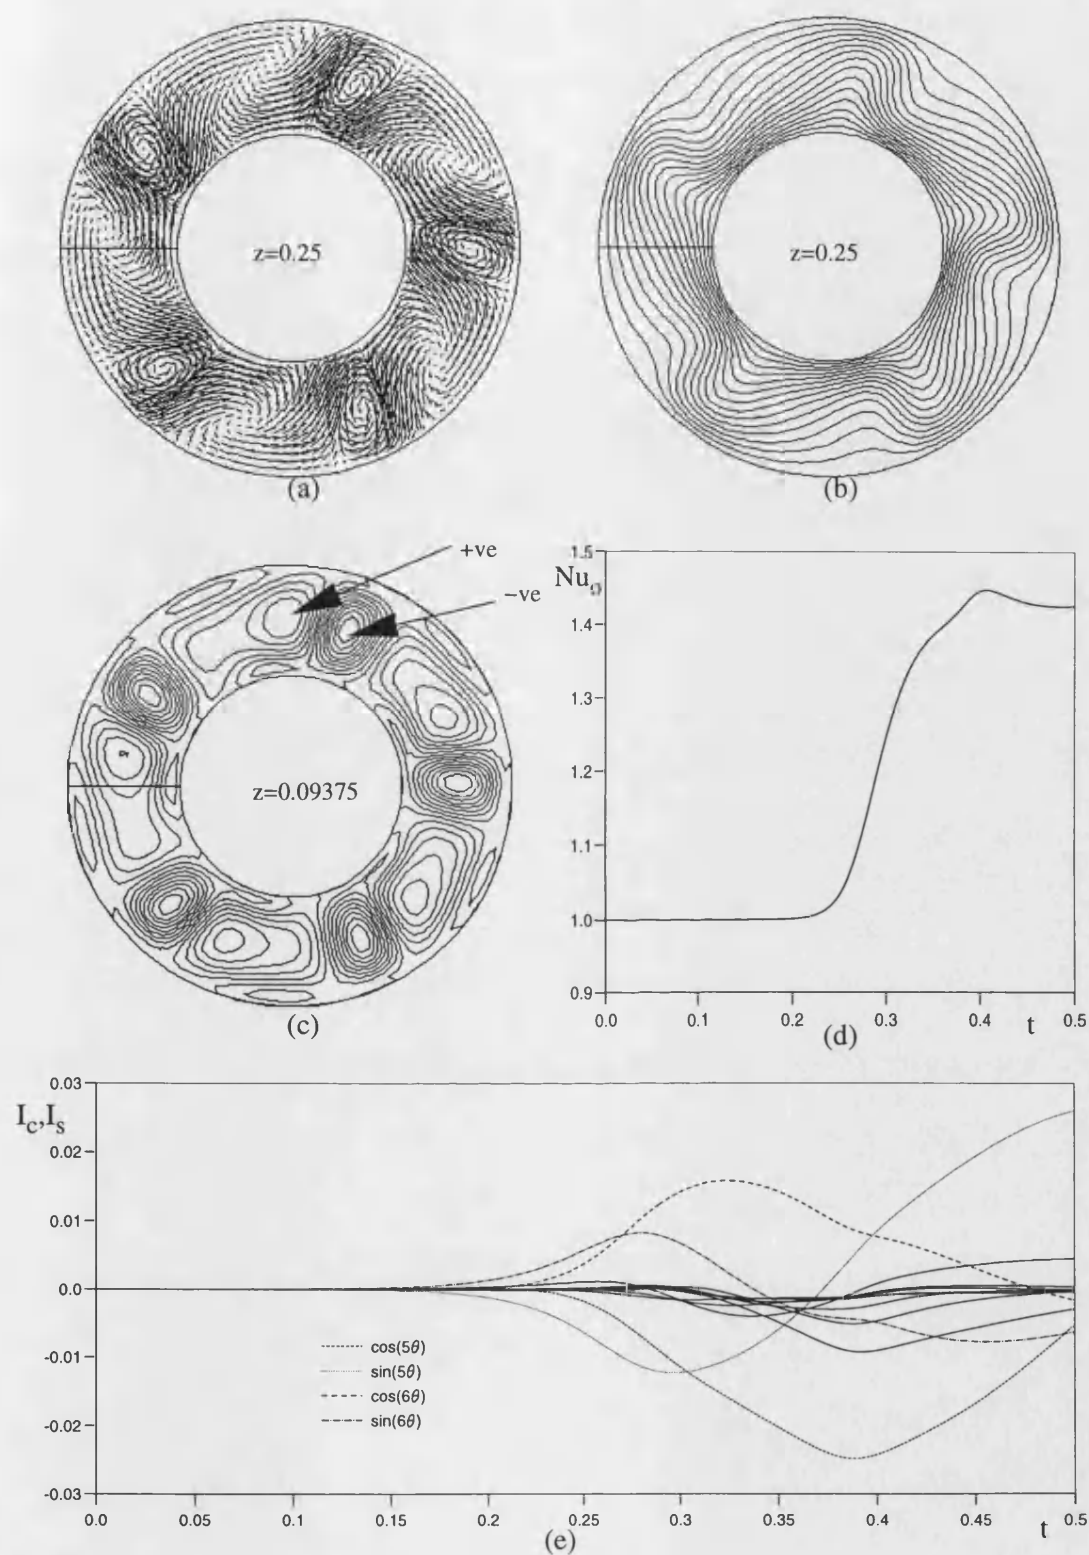 z=0.25
z=0.25
(a)
(b)
+ve
−ve
z=0.09375
(c)
1.5
1.4
1.3
1.2
1.1
1.0
0.9
0.0 0.1 0.2 0.3 0.4 0.5
t
(d)
0.03
I_c,I_s
0.02
0.01
0.0
-0.01
-0.02
-0.03
cos(5θ)
sin(5θ)
cos(6θ)
sin(6θ)
0.0 0.05 0.1 0.15 0.2 0.25 0.3 0.35 0.4 0.45 0.5
t
(e)